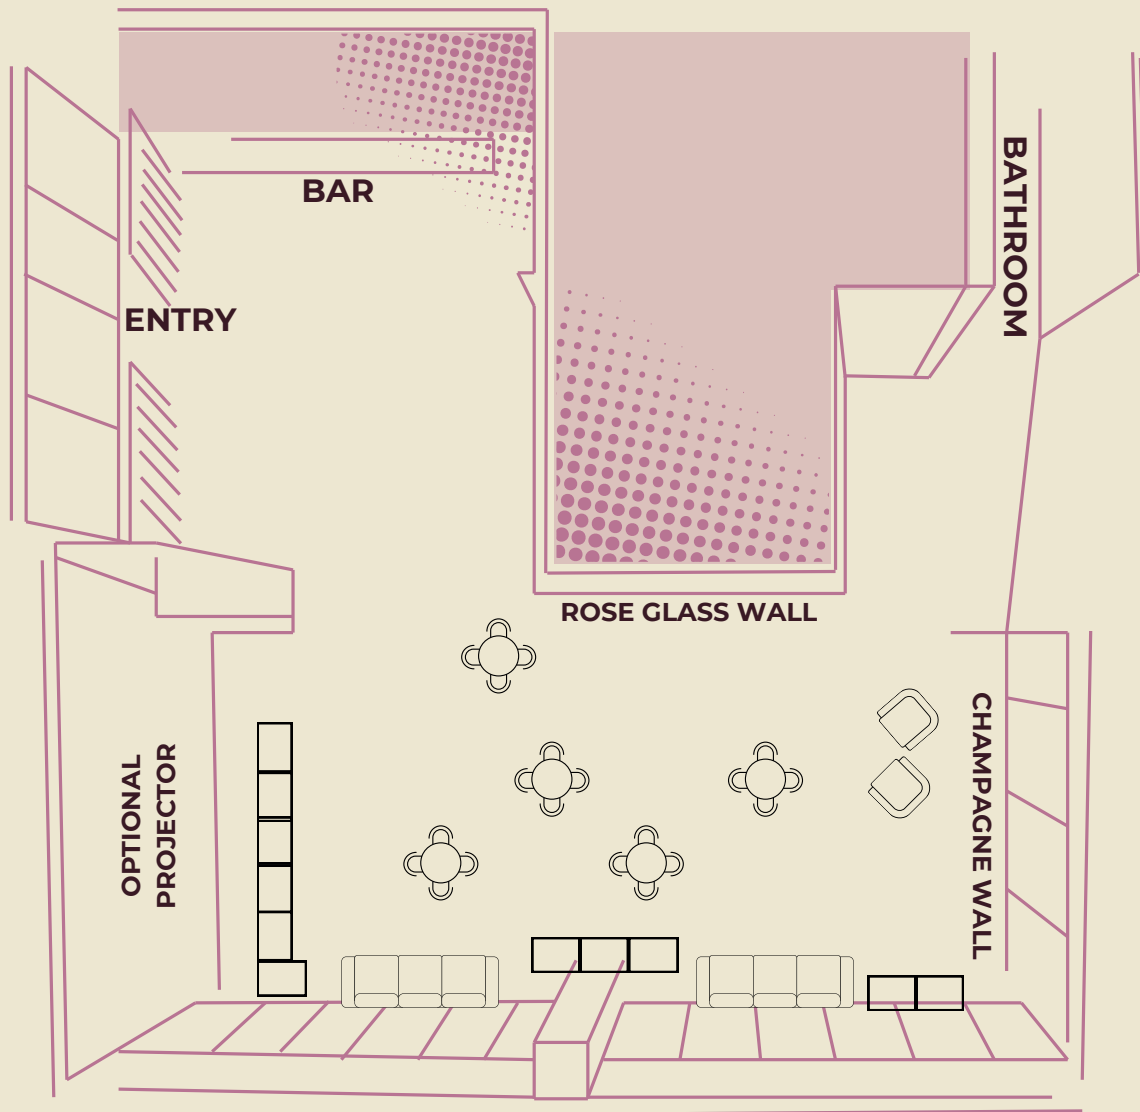 BAR
BATHROOM
ENTRY
ROSE GLASS WALL
OPTIONAL
PROJECTOR
CHAMPAGNE WALL